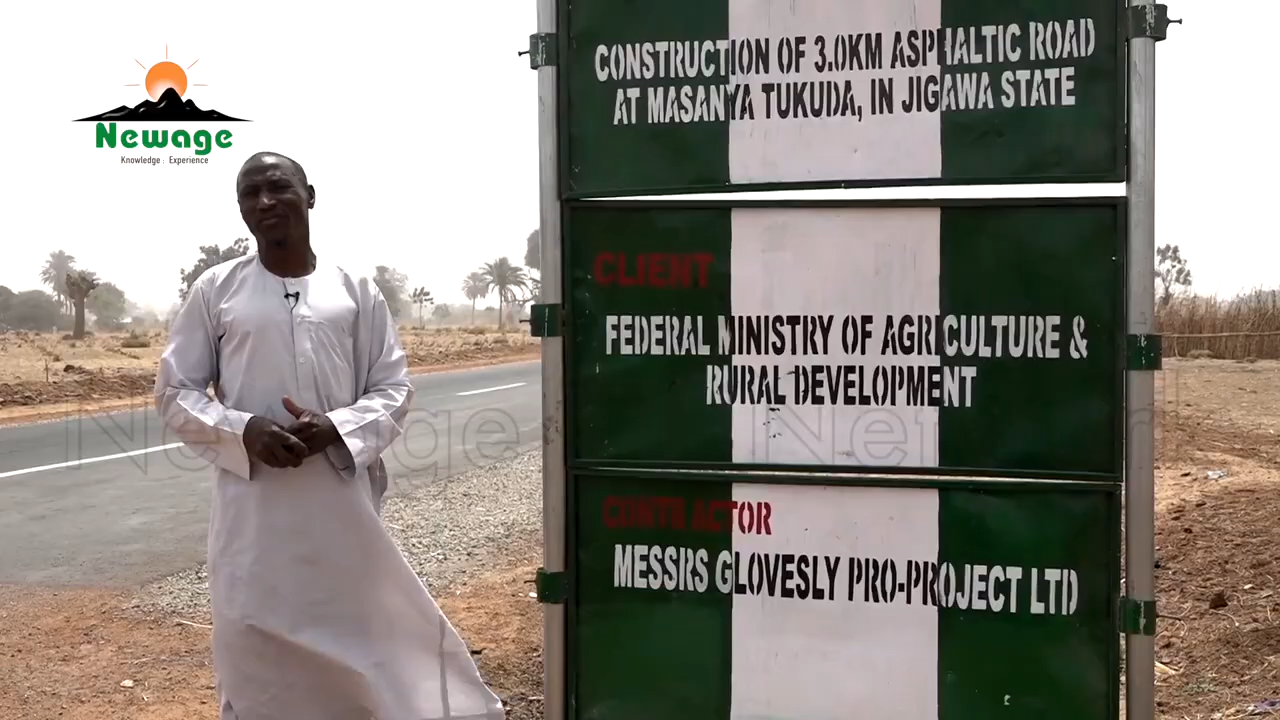 Newage
Knowledge : Experience
CONSTRUCTION OF 3.0KM ASPHALTIC ROAD
AT MASANYA TUKUDA, IN JIGAWA STATE
CLIENT
FEDERAL MINISTRY OF AGRICULTURE &
RURAL DEVELOPMENT
Newage
CONTRACTOR
MESSRS GLOVESLY PRO-PROJECT LTD